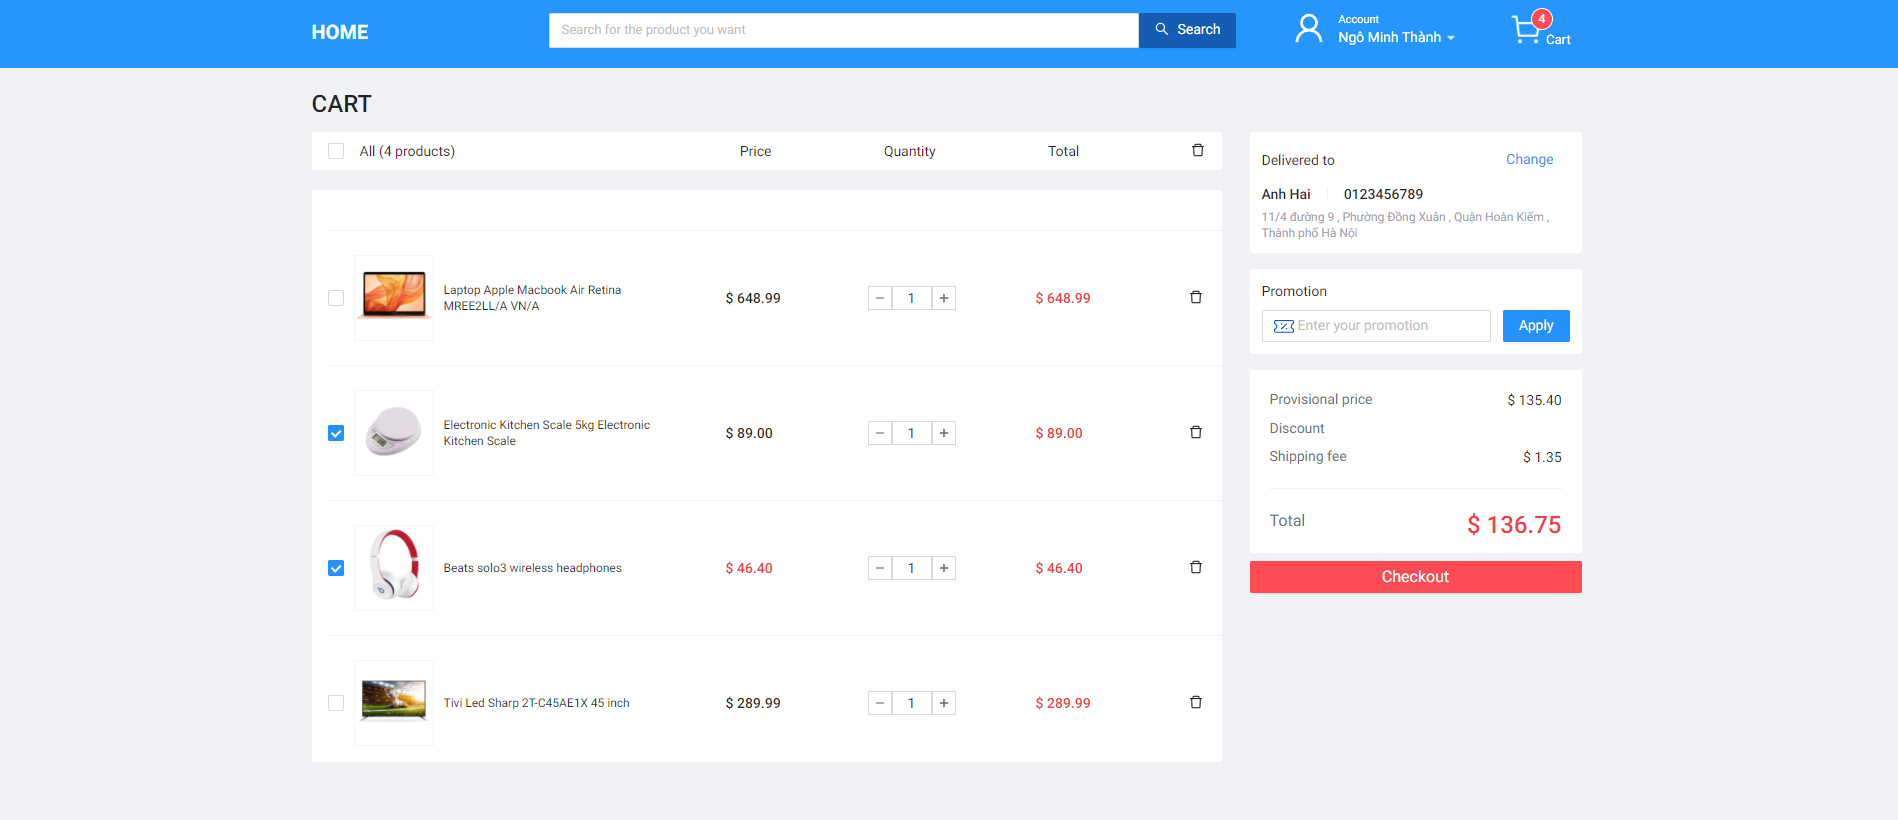 HOME
Search for the product you want
Search
Account
Ngô Minh Thành
4
Cart
CART
All (4 products)
Price
Quantity
Total
Laptop Apple Macbook Air Retina
MREE2LL/A VN/A
$ 648.99
1
$ 648.99
Electronic Kitchen Scale 5kg Electronic
Kitchen Scale
$ 89.00
1
$ 89.00
Beats solo3 wireless headphones
$ 46.40
1
$ 46.40
Tivi Led Sharp 2T-C45AE1X 45 inch
$ 289.99
1
$ 289.99
Delivered to
Change
Anh Hai
0123456789
11/4 đường 9 , Phường Đồng Xuân , Quận Hoàn Kiếm ,
Thành phố Hà Nội
Promotion
Enter your promotion
Apply
Provisional price
$ 135.40
Discount
Shipping fee
$ 1.35
Total
$ 136.75
Checkout